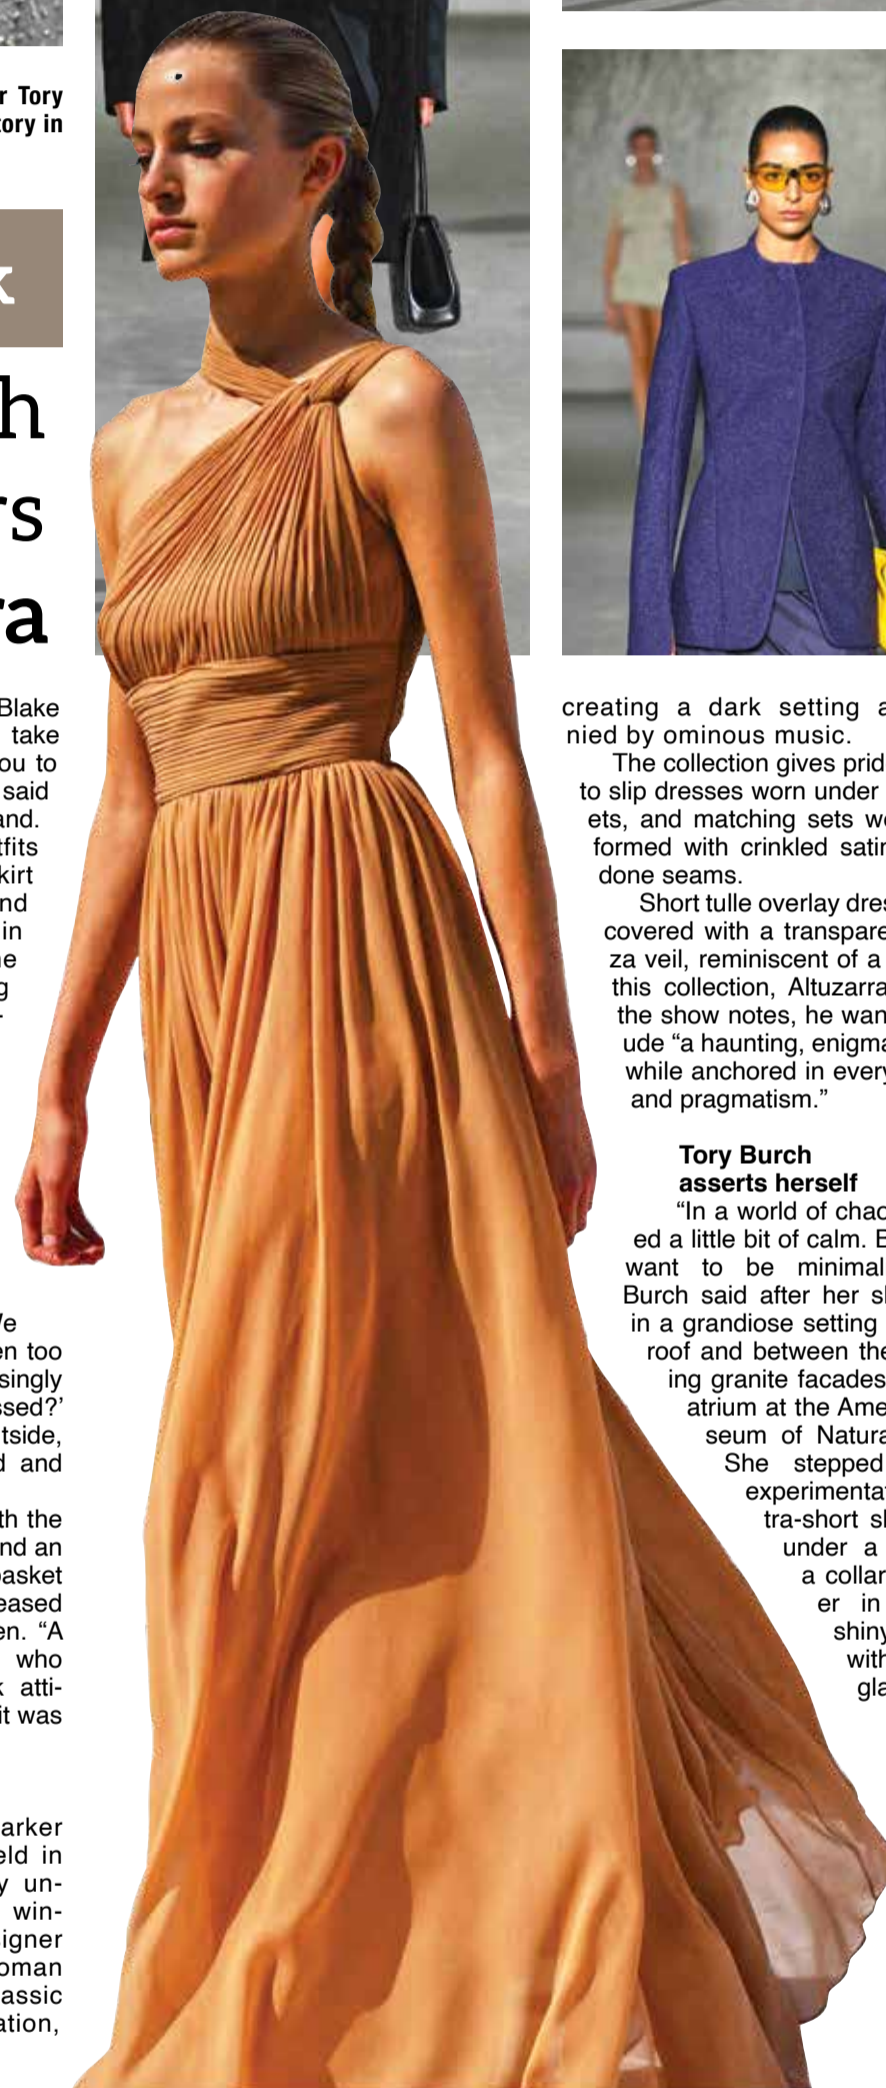 r Tory
tory in
k
h
rs
ra
Blake
take
ou to
said
and.
tfits
kirt
nd
in
e
g
-
We
en too
singly
ssed?'
tside,
d and
th the
nd an
basket
eased
en. “A
who
k atti-
it was
arker
eld in
y un-
win-
signer
oman
assic
ation,
creating a dark setting a
nied by ominous music.
The collection gives prid
to slip dresses worn under
ets, and matching sets we
formed with crinkled satin
done seams.
Short tulle overlay dres
covered with a transpare
za veil, reminiscent of a
this collection, Altuzarra
the show notes, he wan
ude “a haunting, enigma
while anchored in every
and pragmatism.”
Tory Burch
asserts herself
“In a world of chao
ed a little bit of calm. B
want to be minimal
Burch said after her sh
in a grandiose setting
roof and between the
ing granite facades
atrium at the Ame
seum of Natura
She stepped
experimentat
tra-short sk
under a
a collar
er in
shiny
with
gla